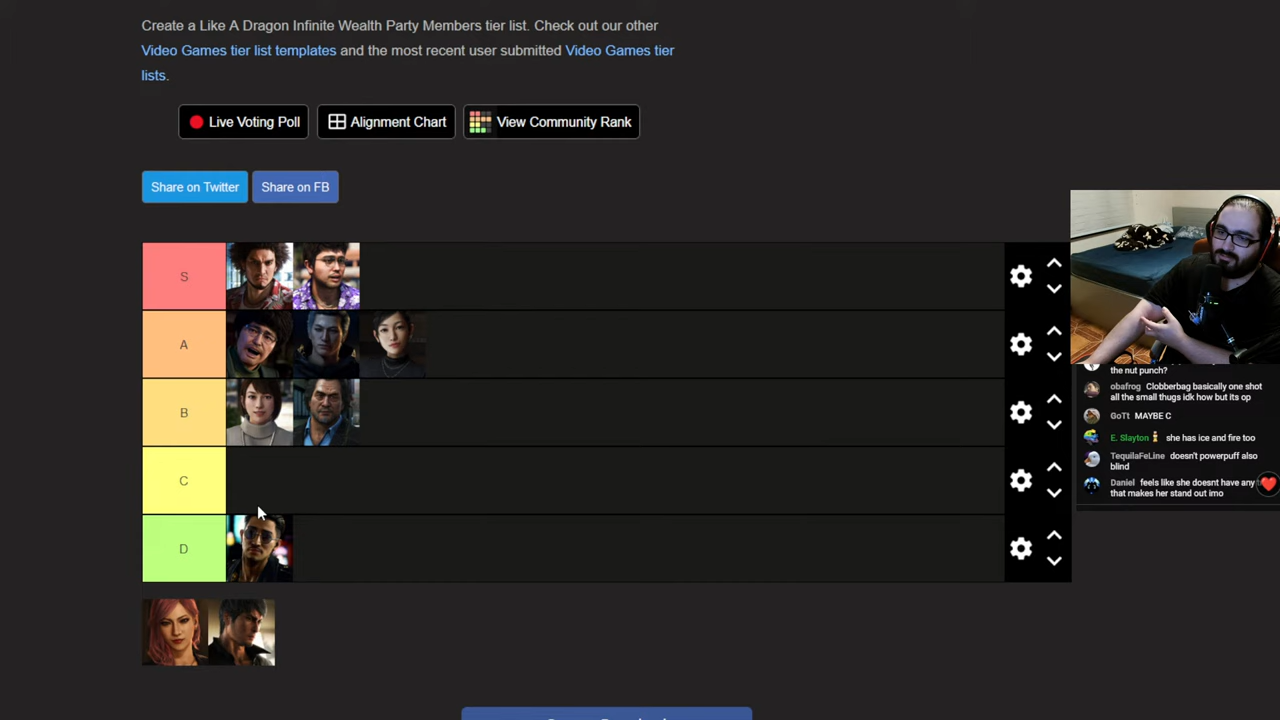 Create a Like A Dragon Infinite Wealth Party Members tier list. Check out our other
Video Games tier list templates and the most recent user submitted Video Games tier
lists.
Live Voting Poll
Alignment Chart
View Community Rank
Share on Twitter
Share on FB
S
A
B
C
D
the nut punch?
obafrog Clobberbag basically one shot
all the small thugs idk how but its op
GoTt MAYBE C
E. Slayton she has ice and fire too
TequilaFeLine doesn't powerpuff also
blind
Daniel feels like she doesnt have any
that makes her stand out imo